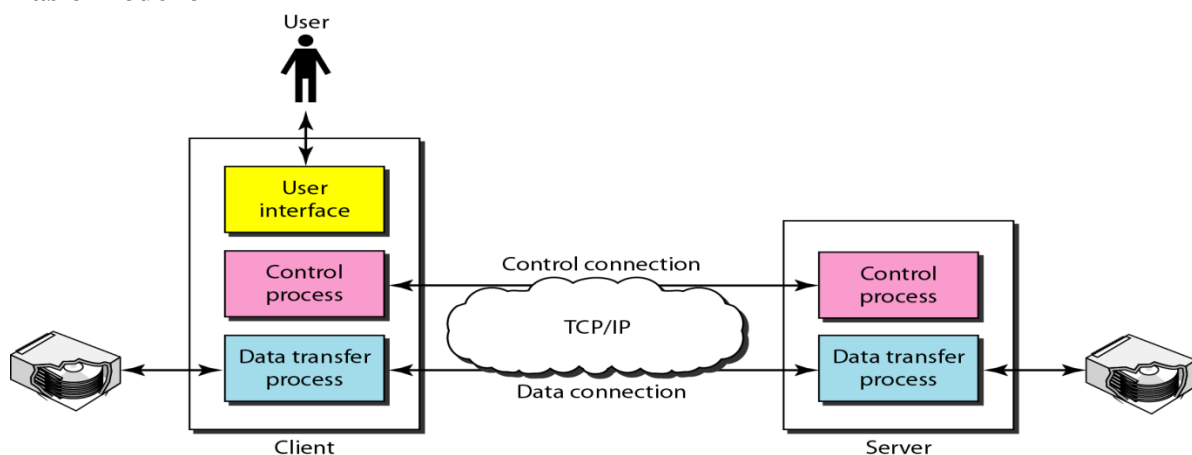 User
User
interface
Control
process
Data transfer
process
Client
Control connection
TCP/IP
Data connection
Control
process
Data transfer
process
Server